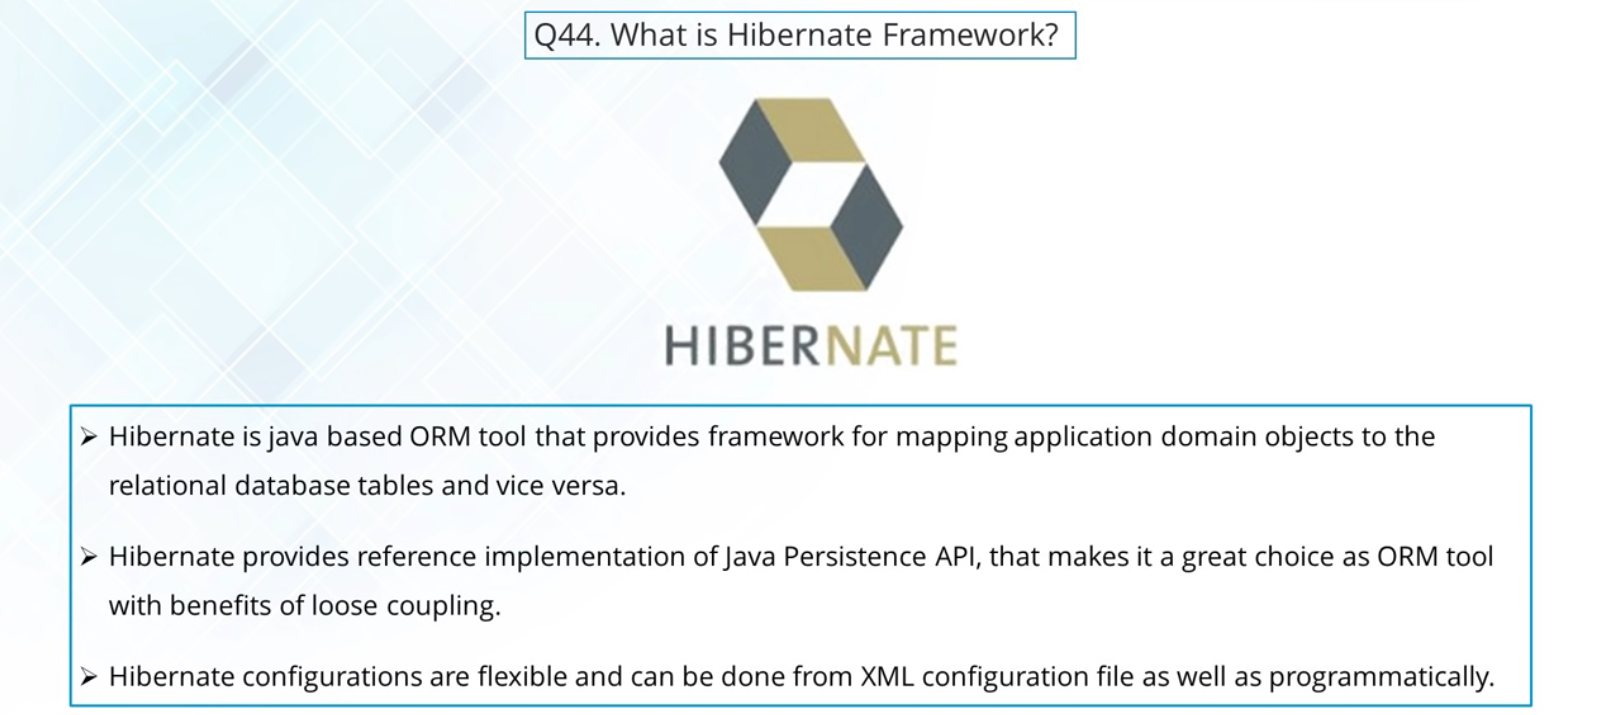 Q44. What is Hibernate Framework?
HIBERNATE
➢ Hibernate is java based ORM tool that provides framework for mapping application domain objects to the
relational database tables and vice versa.
➢ Hibernate provides reference implementation of Java Persistence API, that makes it a great choice as ORM tool
with benefits of loose coupling.
➢ Hibernate configurations are flexible and can be done from XML configuration file as well as programmatically.